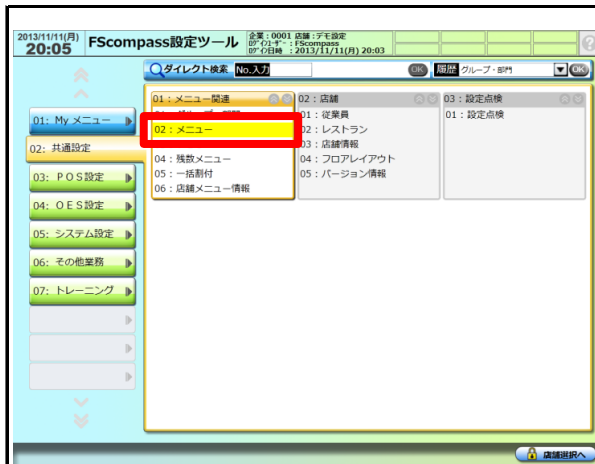 2013/11/11(月)
20:05
FScompass設定ツール
企業:0001 店舗:デモ設定
ログインユーザー:FScompass
ログイン日時 :2013/11/11(月) 20:03
ダイレクト検索 No.入力 OK 履歴 グループ・部門 OK
01: My メニュー
02: 共通設定
03: POS設定
04: OES設定
05: システム設定
06: その他業務
07: トレーニング
01:メニュー関連
02:メニュー
04:残数メニュー
05:一括割付
06:店舗メニュー情報
02:店舗
01:従業員
02:レストラン
03:店舗情報
04:フロアレイアウト
05:バージョン情報
03:設定点検
01:設定点検
店舗選択へ